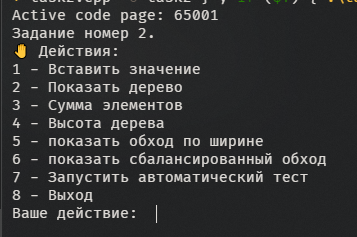 Active code page: 65001
Задание номер 2.
🤚 Действия:
1 - Вставить значение
2 - Показать дерево
3 - Сумма элементов
4 - Высота дерева
5 - показать обход по ширине
6 - показать сбалансированный обход
7 - Запустить автоматический тест
8 - Выход
Ваше действие: